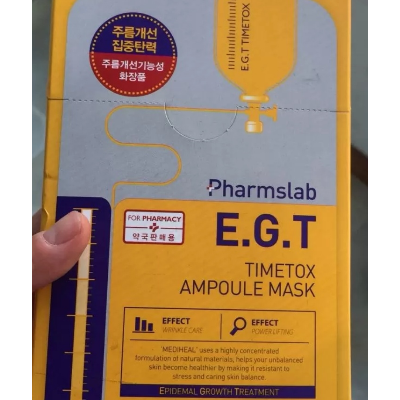 주름개선
집중탄력
주름개선기능성
화장품
E.G.T TIMETOX
Pharmslab
FOR PHARMACY
약국판매용
E.G.T
TIMETOX
AMPOULE MASK
EFFECT
WRINKLE CARE
EFFECT
POWER LIFTING
'MEDIHEAL' uses a highly concentrated
formulation of natural materials, helps your unbalanced
skin become healthier by making it resistant to
stress and caring skin balance.
EPIDEMAL GROWTH TREATMENT